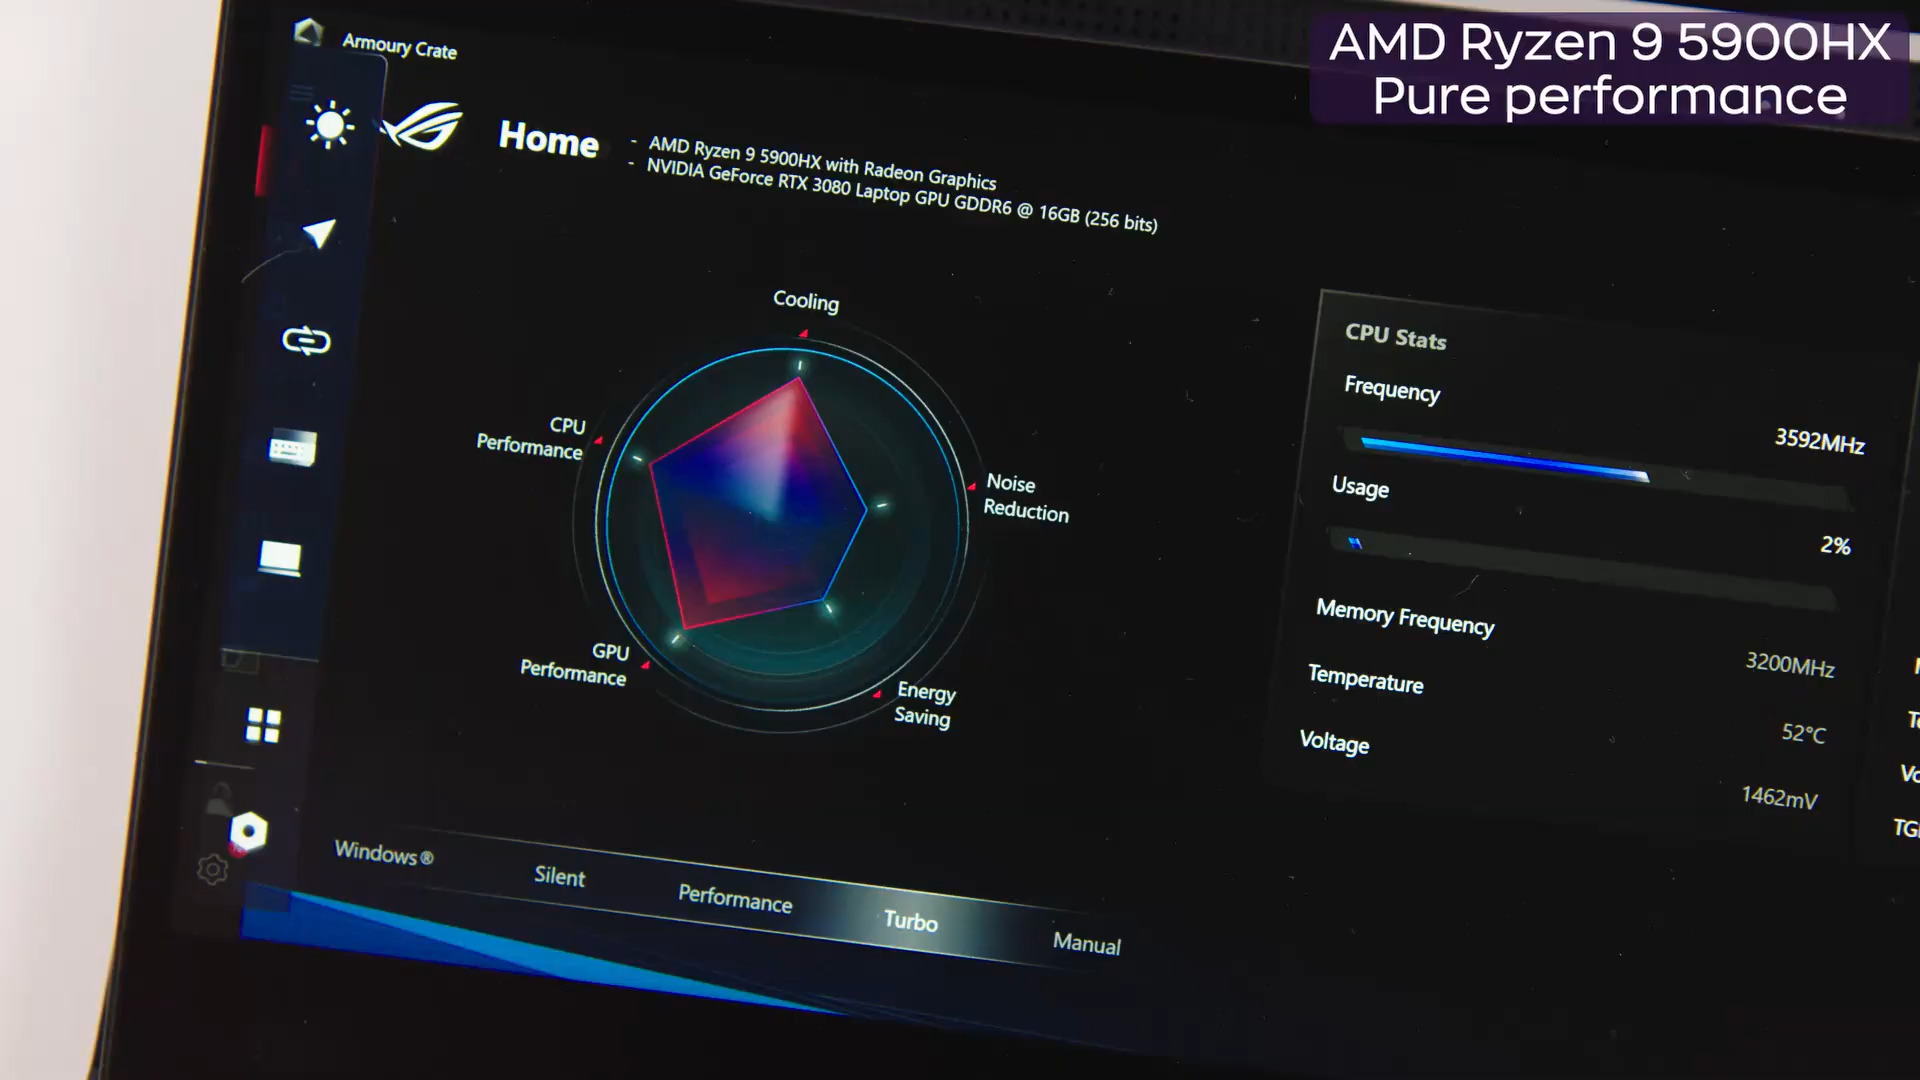 AMD Ryzen 9 5900HX
Pure performance
Armoury Crate
Home
- AMD Ryzen 9 5900HX with Radeon Graphics
- NVIDIA GeForce RTX 3080 Laptop GPU GDDR6 @ 16GB (256 bits)
Cooling
CPU
Performance
Noise
Reduction
GPU
Performance
Energy
Saving
CPU Stats
Frequency
3592MHz
Usage
2%
Memory Frequency
3200MHz
Temperature
52°C
Voltage
1462mV
Windows®
Silent
Performance
Turbo
Manual